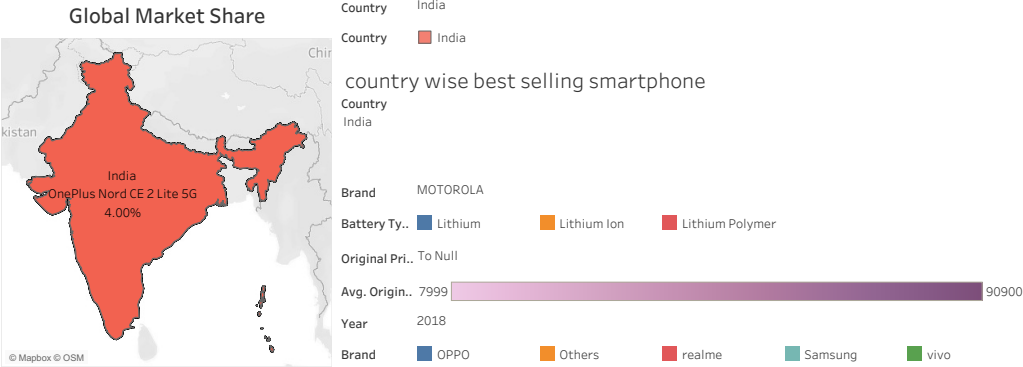 Global Market Share
Chin
kistan
India
OnePlus Nord CE 2 Lite 5G
4.00%
© Mapbox © OSM
Country India
Country India
country wise best selling smartphone
Country
India
Brand MOTOROLA
Battery Ty.. Lithium Lithium Ion Lithium Polymer
Original Pri.. To Null
Avg. Origin.. 7999 90900
Year 2018
Brand OPPO Others realme Samsung vivo